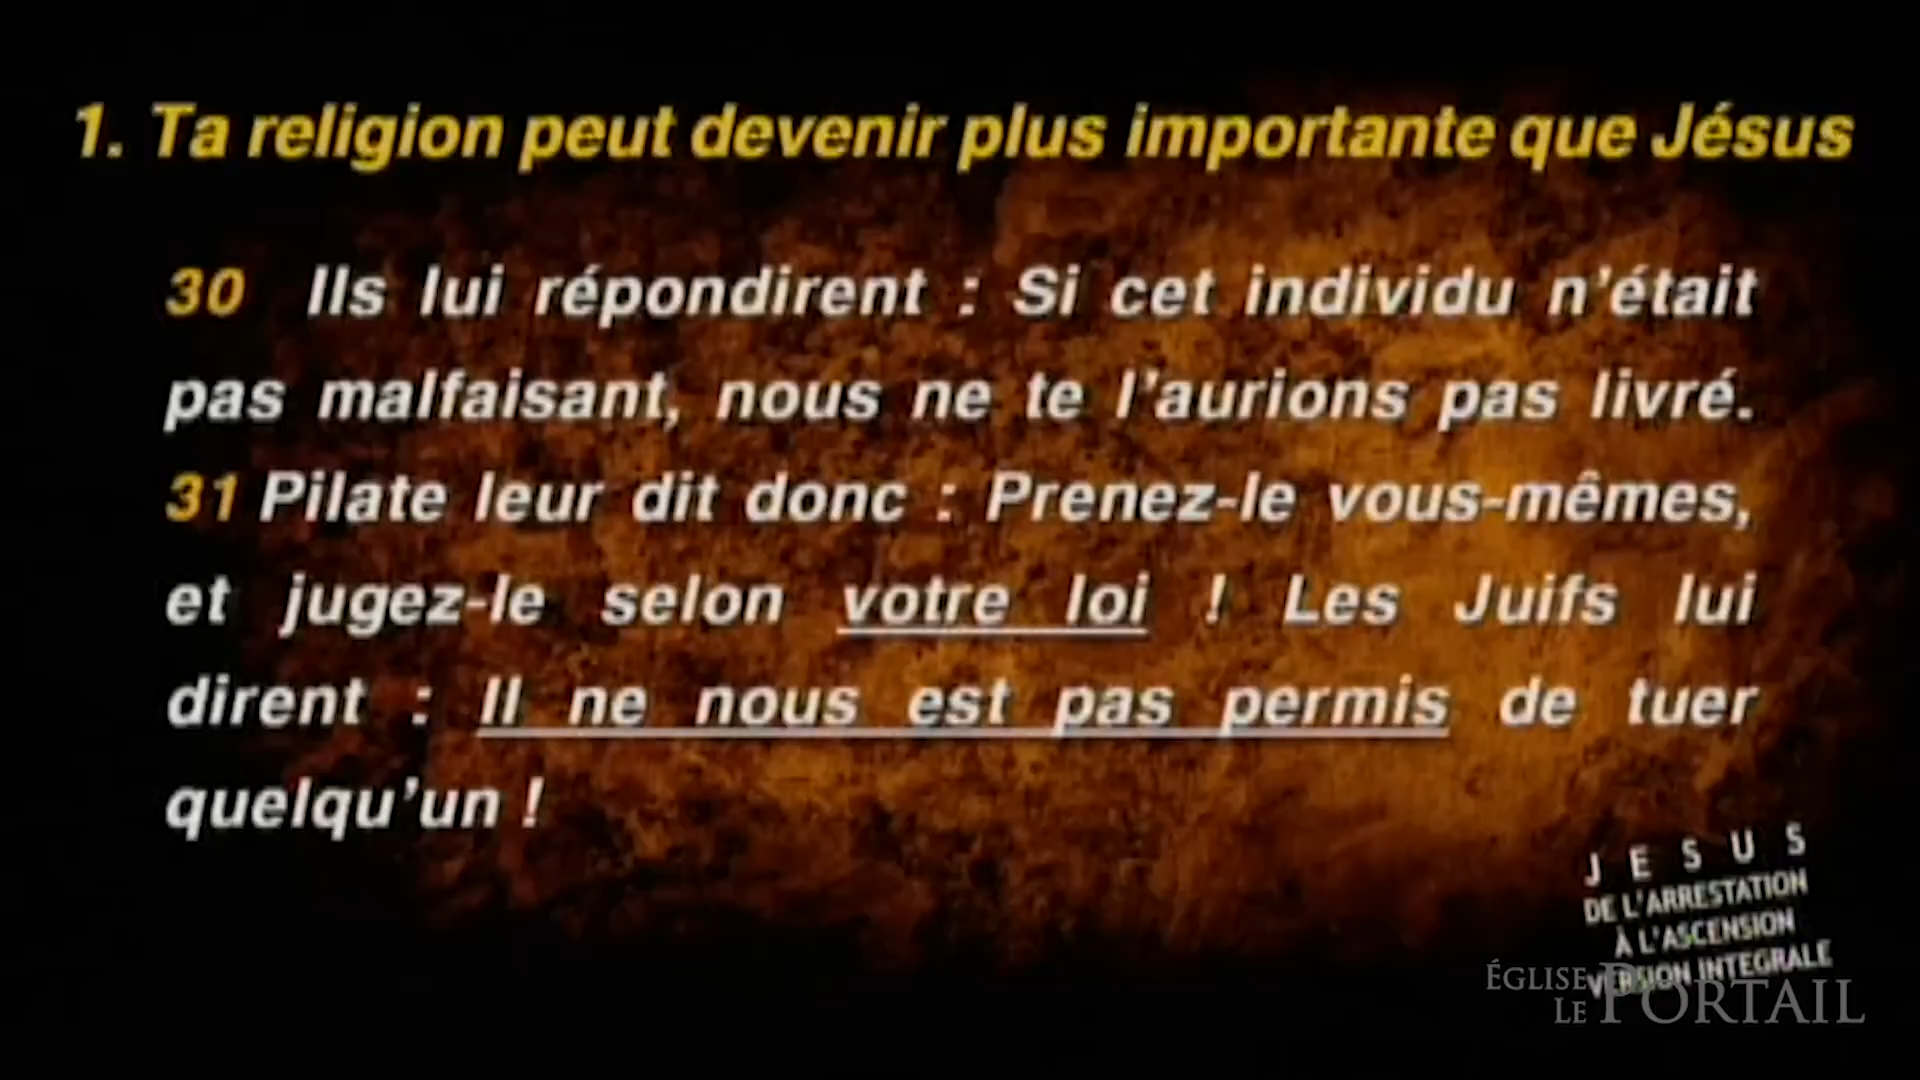 1. Ta religion peut devenir plus importante que Jésus
30 Ils lui répondirent : Si cet individu n'était
pas malfaisant, nous ne te l'aurions pas livré.
31 Pilate leur dit donc : Prenez-le vous-mêmes,
et jugez-le selon votre loi ! Les Juifs lui
dirent : Il ne nous est pas permis de tuer
quelqu'un !
JESUS
DE L'ARRESTATION
À L'ASCENSION
VERSION INTEGRALE
ÉGLISE
LE PORTAIL